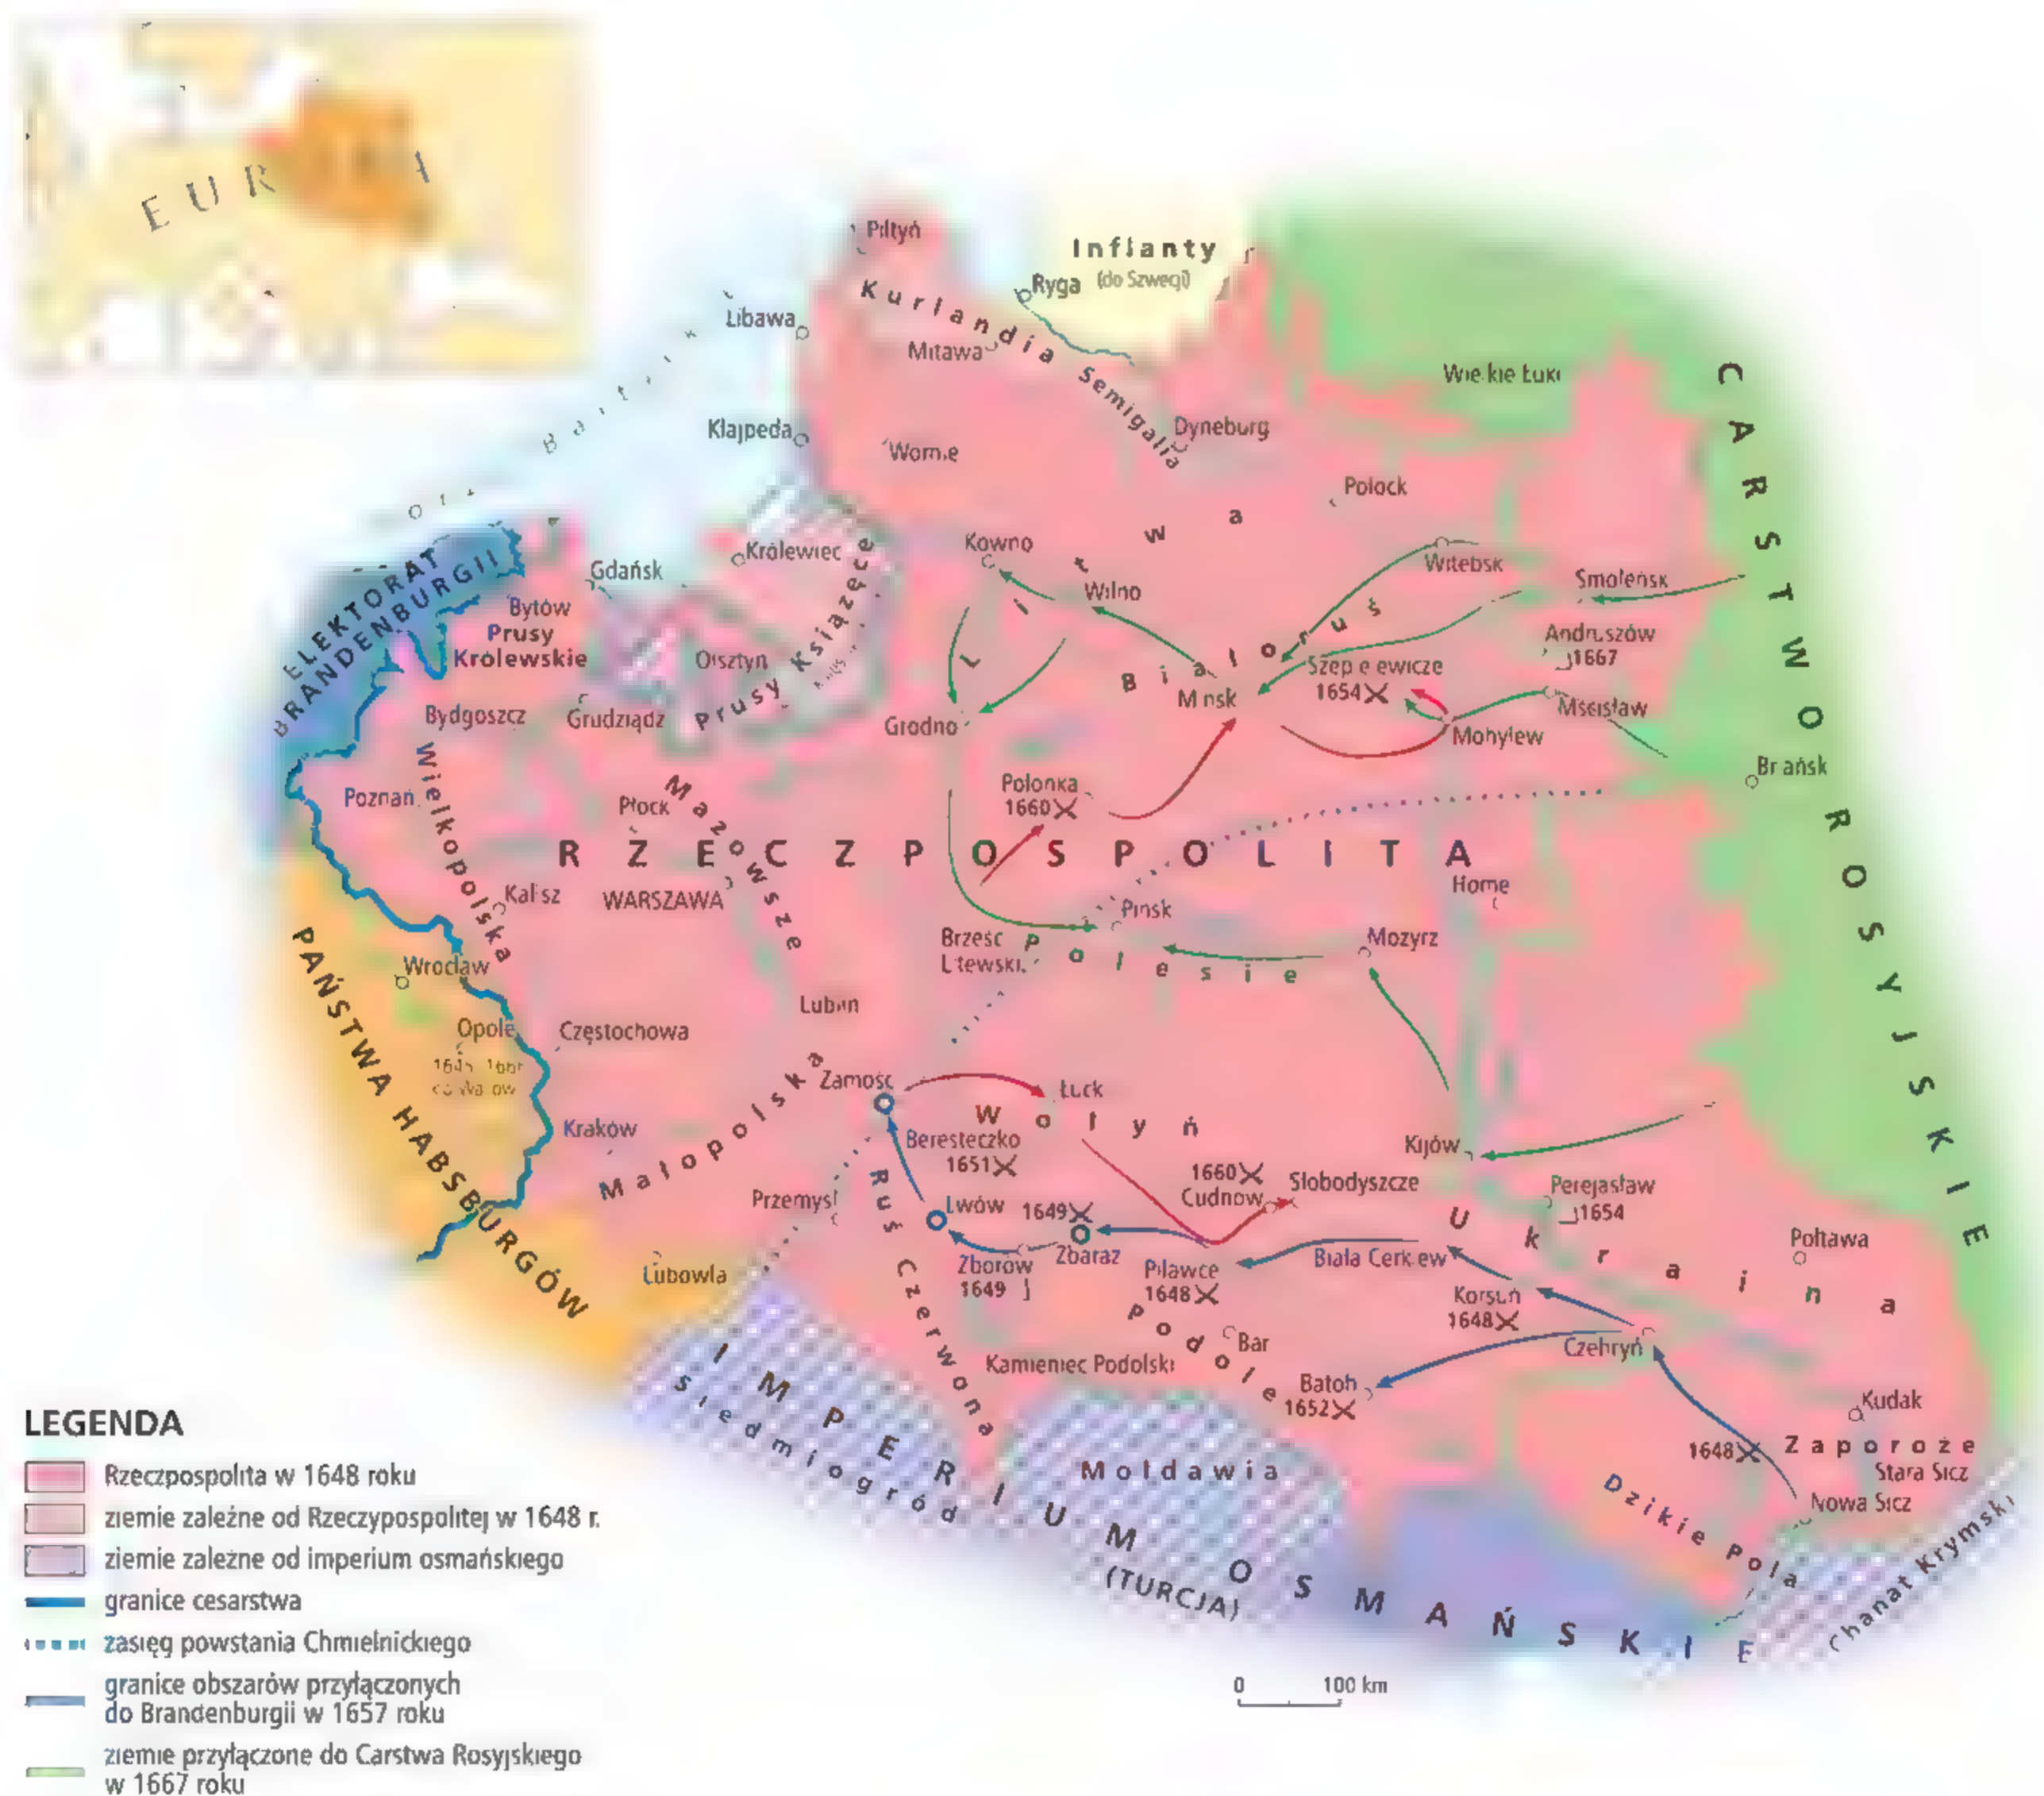 EUR
Piltyń
Inflanty
(do Szwecji)
Ryga
Kurlandia
Libawa
Mitawa
Semigalia
Wielkie Łuki
CARSTWO ROSYJSKIE
Kłajpeda
Wornie
Dyneburg
Połock
Litwa
Kowno
Królewiec
Witebsk
Gdańsk
Wilno
Smoleńsk
ELEKTORAT
BRANDENBURGII
Bytów
Prusy
Królewskie
Olsztyn
Prusy Książęce
Białoruś
Andruszów
1667
Szepielewicze
1654
Mińsk
Mścisław
Bydgoszcz
Grudziądz
Grodno
Mohylew
Briańsk
Wielkopolska
Poznań
Płock
Mazowsze
Połonka
1660
RZECZPOSPOLITA
Kalisz
WARSZAWA
Home
Pińsk
Brześć
Litewski
Polesie
Mozyrz
PAŃSTWA HABSBURGÓW
Wrocław
Lublin
Opole
Częstochowa
Małopolska
Zamość
Łuck
Wołyń
Kraków
Beresteczko
1651
Kijów
1660
Cudnów
Słobodyszcze
Perejasław
1654
Przemyśl
Ruś Czerwona
Lwów
1649
Zbaraż
Ukraina
Połtawa
Zborów
1649
Piławce
1648
Biała Cerkiew
Lubowla
Korsuń
1648
Podole
Bar
Czehryń
Kamieniec Podolski
Batoh
1652
Kudak
IMPERIUM OSMAŃSKIE
(TURCJA)
Siedmiogród
Mołdawia
1648
Zaporoże
Stara Sicz
Nowa Sicz
Dzikie Pola
Chanat Krymski
0 100 km
LEGENDA
Rzeczpospolita w 1648 roku
ziemie zależne od Rzeczypospolitej w 1648 r.
ziemie zależne od imperium osmańskiego
granice cesarstwa
zasięg powstania Chmielnickiego
granice obszarów przyłączonych
do Brandenburgii w 1657 roku
ziemie przyłączone do Carstwa Rosyjskiego
w 1667 roku